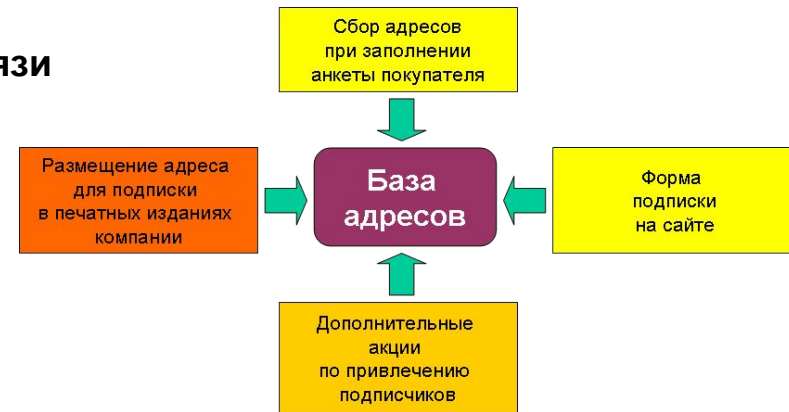 Сбор адресов
при заполнении
анкеты покупателя
язи
Размещение адреса
для подписки
в печатных изданиях
компании
База
адресов
Форма
подписки
на сайте
Дополнительные
акции
по привлечению
подписчиков